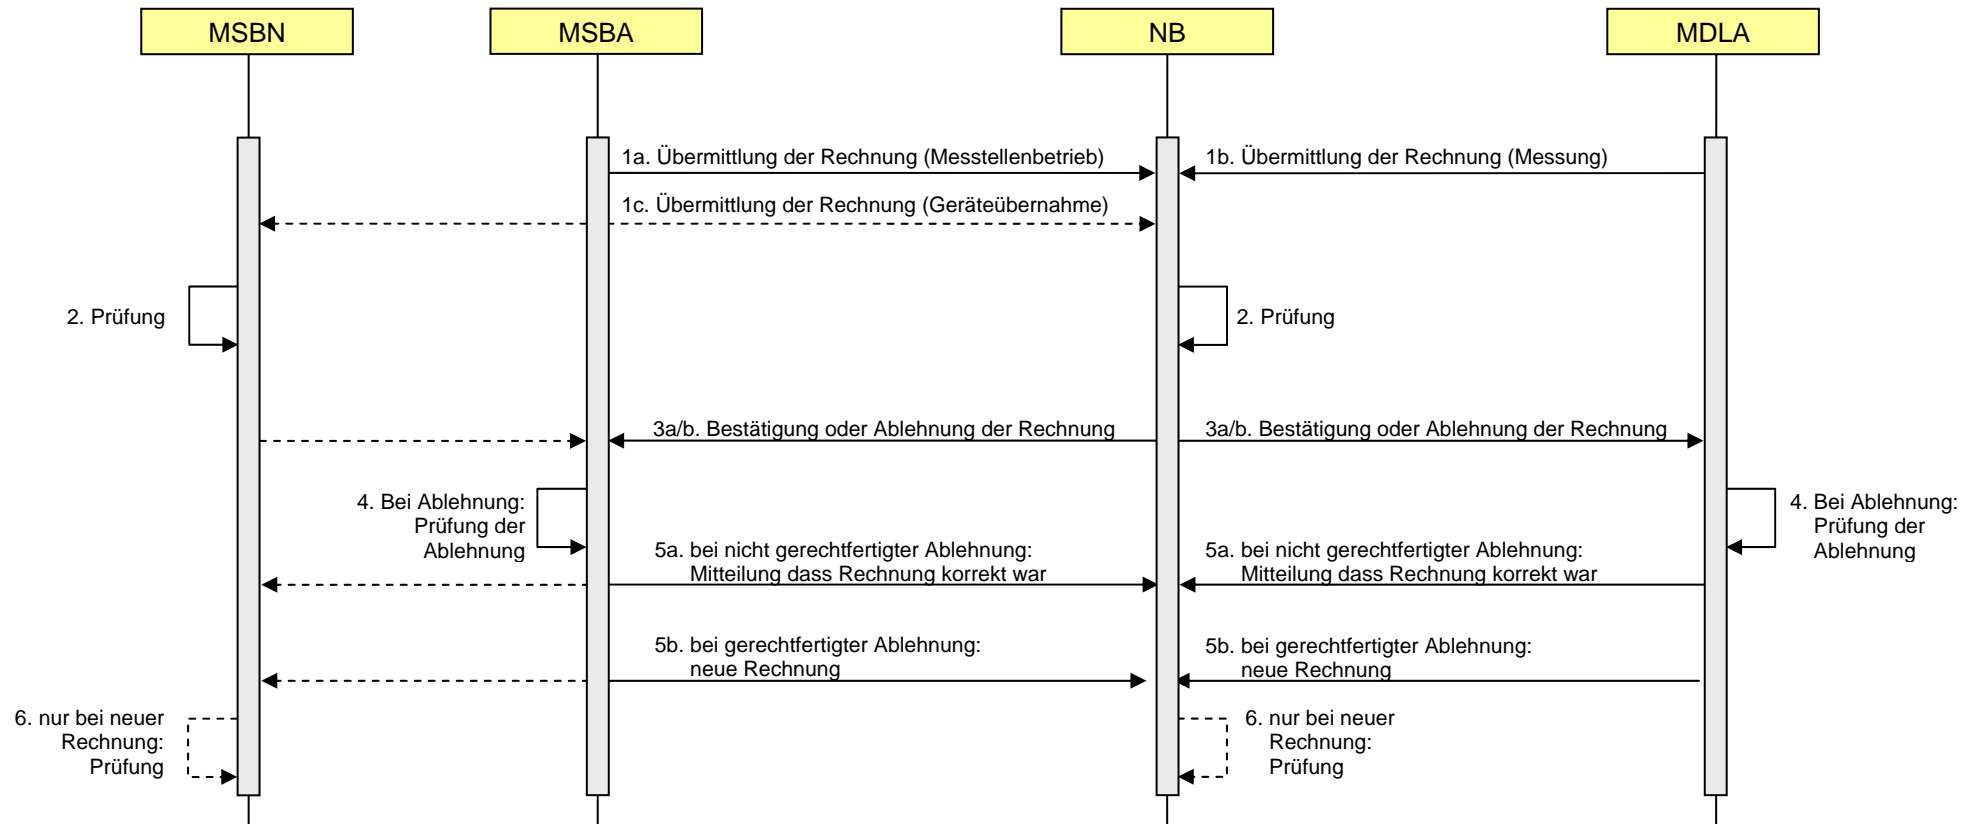 MSBN
MSBA
NB
MDLA
1a. Übermittlung der Rechnung (Messtellenbetrieb)
1b. Übermittlung der Rechnung (Messung)
1c. Übermittlung der Rechnung (Geräteübernahme)
2. Prüfung
2. Prüfung
3a/b. Bestätigung oder Ablehnung der Rechnung
3a/b. Bestätigung oder Ablehnung der Rechnung
4. Bei Ablehnung:
Prüfung der
Ablehnung
4. Bei Ablehnung:
Prüfung der
Ablehnung
5a. bei nicht gerechtfertigter Ablehnung:
Mitteilung dass Rechnung korrekt war
5a. bei nicht gerechtfertigter Ablehnung:
Mitteilung dass Rechnung korrekt war
5b. bei gerechtfertigter Ablehnung:
neue Rechnung
5b. bei gerechtfertigter Ablehnung:
neue Rechnung
6. nur bei neuer
Rechnung:
Prüfung
6. nur bei neuer
Rechnung:
Prüfung